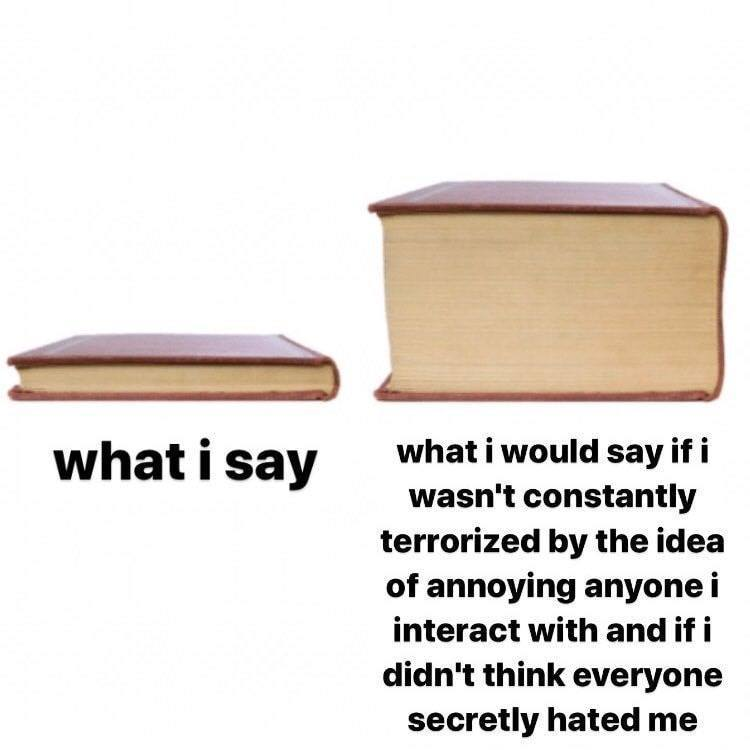 what i say
what i would say if i
wasn't constantly
terrorized by the idea
of annoying anyone i
interact with and if i
didn't think everyone
secretly hated me